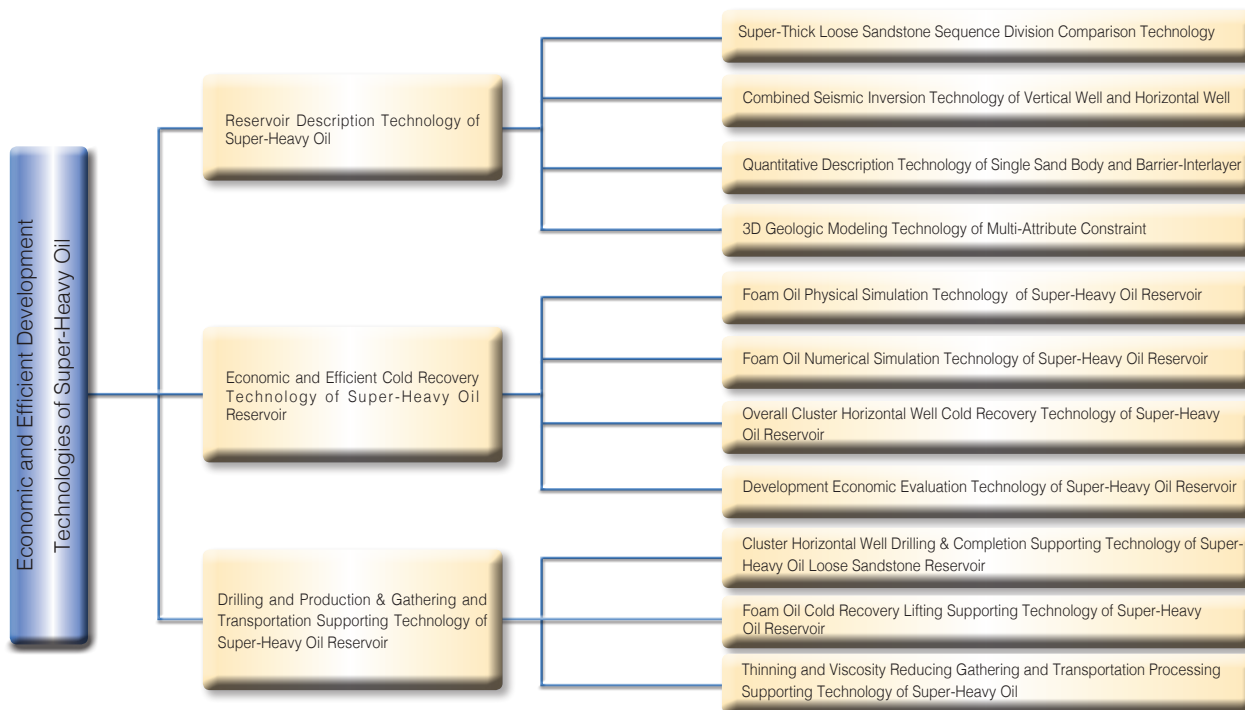 Economic and Efficient Development
Technologies of Super-Heavy Oil
Reservoir Description Technology of
Super-Heavy Oil
Super-Thick Loose Sandstone Sequence Division Comparison Technology
Combined Seismic Inversion Technology of Vertical Well and Horizontal Well
Quantitative Description Technology of Single Sand Body and Barrier-Interlayer
3D Geologic Modeling Technology of Multi-Attribute Constraint
Economic and Efficient Cold Recovery
Technology of Super-Heavy Oil
Reservoir
Foam Oil Physical Simulation Technology of Super-Heavy Oil Reservoir
Foam Oil Numerical Simulation Technology of Super-Heavy Oil Reservoir
Overall Cluster Horizontal Well Cold Recovery Technology of Super-Heavy
Oil Reservoir
Development Economic Evaluation Technology of Super-Heavy Oil Reservoir
Drilling and Production & Gathering and
Transportation Supporting Technology of
Super-Heavy Oil Reservoir
Cluster Horizontal Well Drilling & Completion Supporting Technology of Super-
Heavy Oil Loose Sandstone Reservoir
Foam Oil Cold Recovery Lifting Supporting Technology of Super-Heavy
Oil Reservoir
Thinning and Viscosity Reducing Gathering and Transportation Processing
Supporting Technology of Super-Heavy Oil